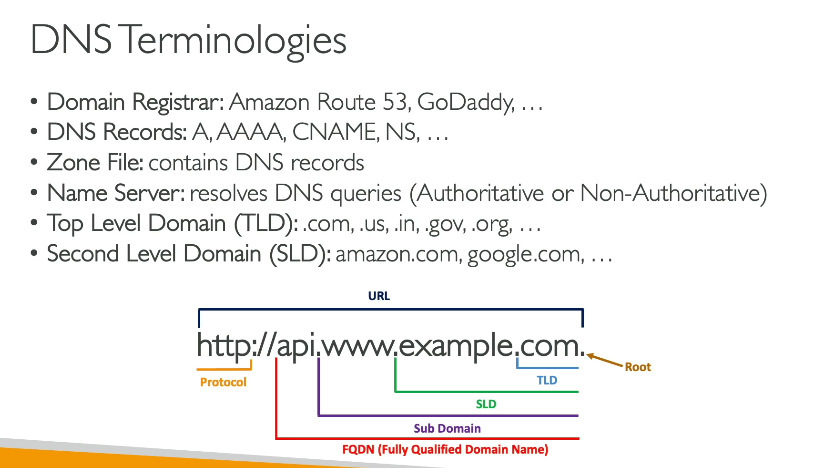 DNS Terminologies
• Domain Registrar: Amazon Route 53, GoDaddy, …
• DNS Records: A, AAAA, CNAME, NS, …
• Zone File: contains DNS records
• Name Server: resolves DNS queries (Authoritative or Non-Authoritative)
• Top Level Domain (TLD): .com, .us, .in, .gov, .org, …
• Second Level Domain (SLD): amazon.com, google.com, …
URL
http://api.www.example.com.
Root
Protocol
TLD
SLD
Sub Domain
FQDN (Fully Qualified Domain Name)